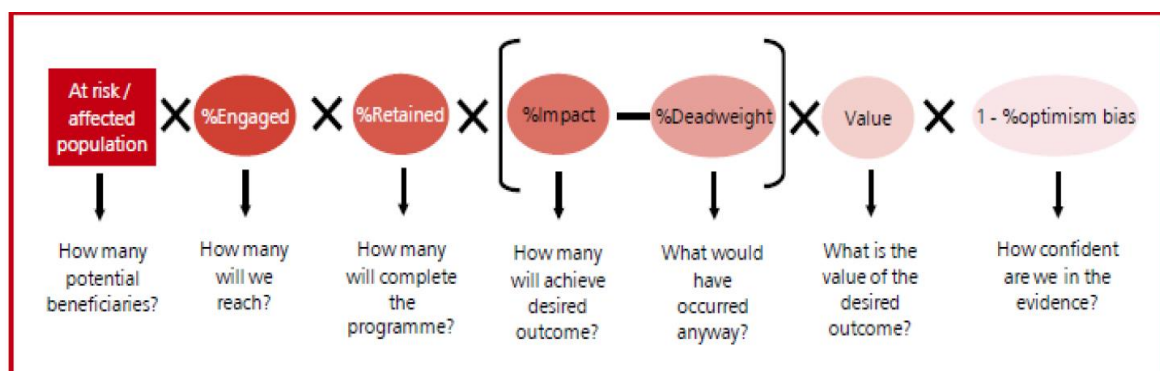 At risk /
affected
population
✕
%Engaged
✕
%Retained
✕
[
%Impact
—
%Deadweight
]
✕
Value
✕
1 - %optimism bias
How many
potential
beneficiaries?
How many
will we
reach?
How many
will complete
the
programme?
How many
will achieve
desired
outcome?
What would
have
occurred
anyway?
What is the
value of the
desired
outcome?
How confident
are we in the
evidence?